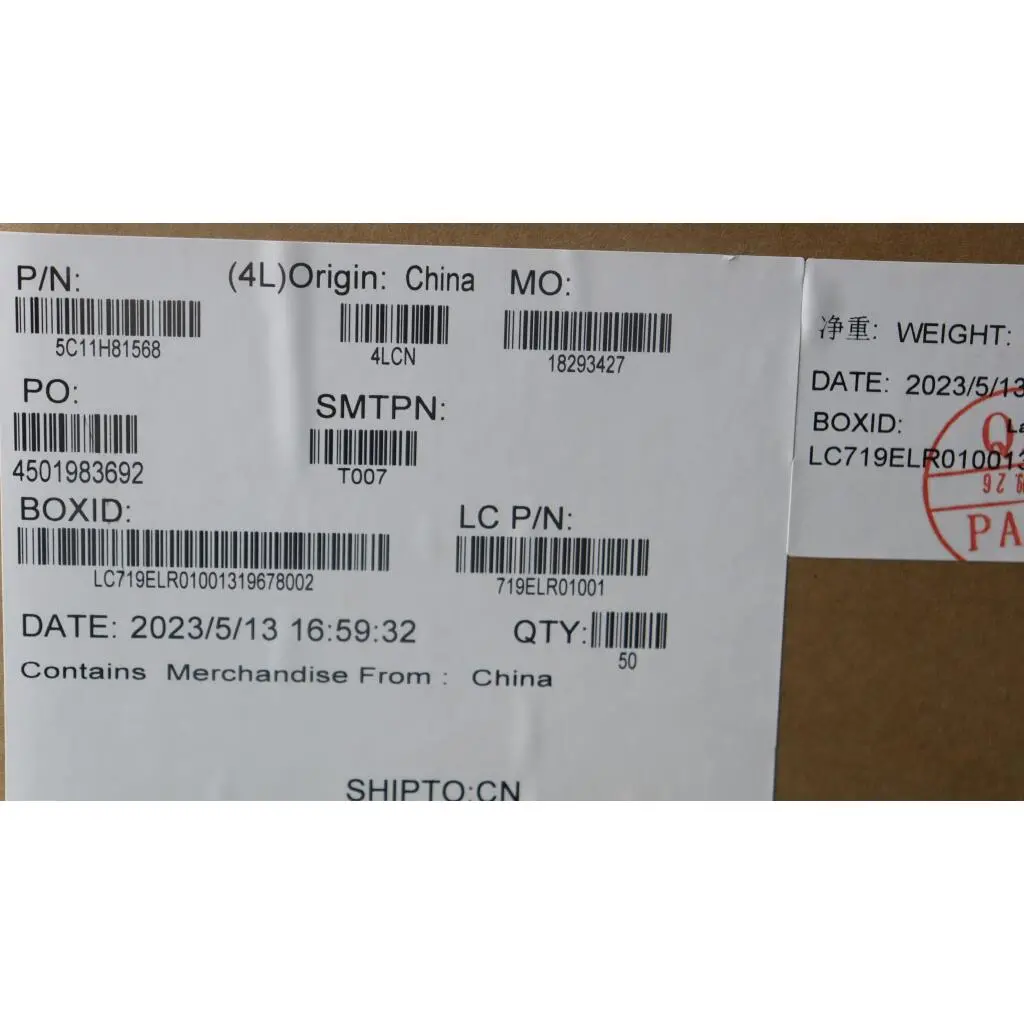 P/N: (4L)Origin: China MO:
5C11H81568 4LCN 18293427
PO: SMTPN:
4501983692 T007
BOXID: LC P/N:
LC719ELR01001319678002 719ELR01001
DATE: 2023/5/13 16:59:32 QTY:
50
Contains Merchandise From : China
SHIPTO:CN
净重: WEIGHT:
DATE: 2023/5/13
BOXID:
LC719ELR010013
Q
PA